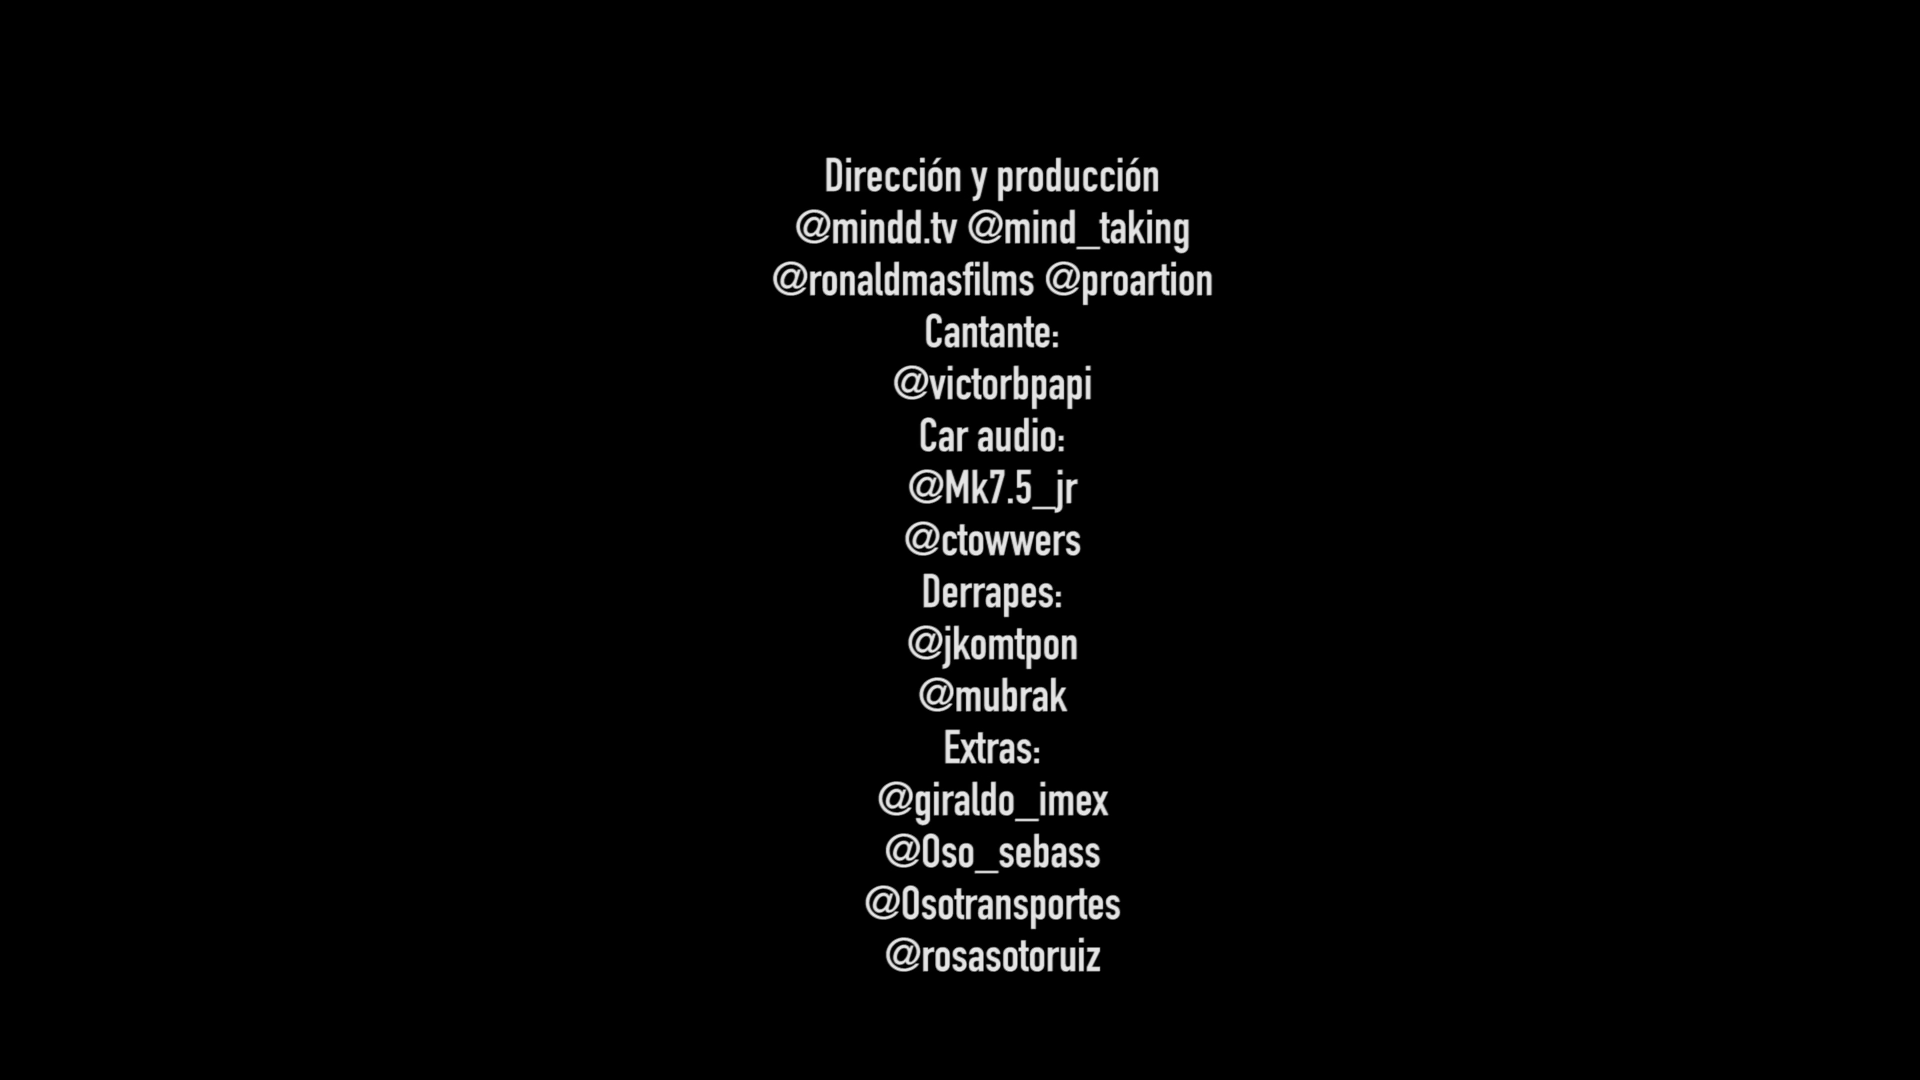 Dirección y producción
@mindd.tv @mind_taking
@ronaldmasfilms @proartion
Cantante:
@victorbpapi
Car audio:
@Mk7.5_jr
@ctowwers
Derrapes:
@jkomtpon
@mubrak
Extras:
@giraldo_imex
@Oso_sebass
@Osotransportes
@rosasotoruiz